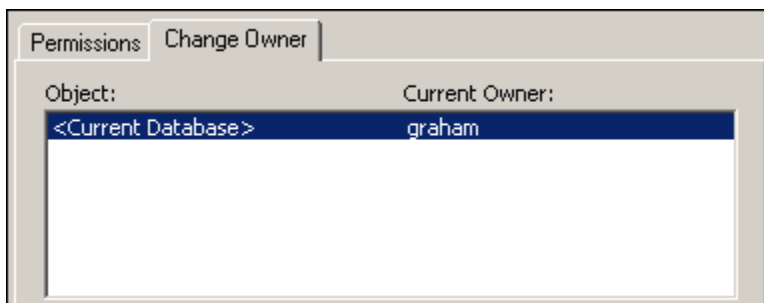 Permissions Change Owner
Object: Current Owner:
<Current Database> graham